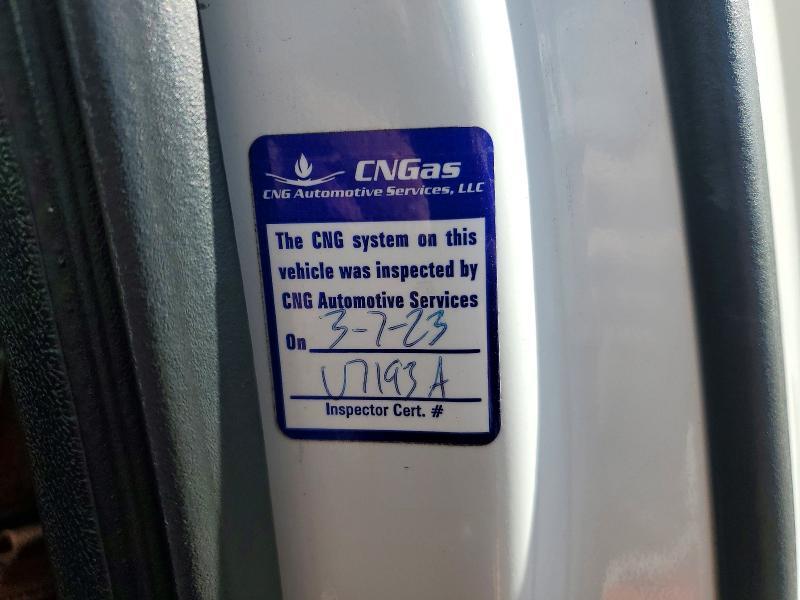 CNGas
CNG Automotive Services, LLC
The CNG system on this
vehicle was inspected by
CNG Automotive Services
On 3-7-23
U7193A
Inspector Cert. #